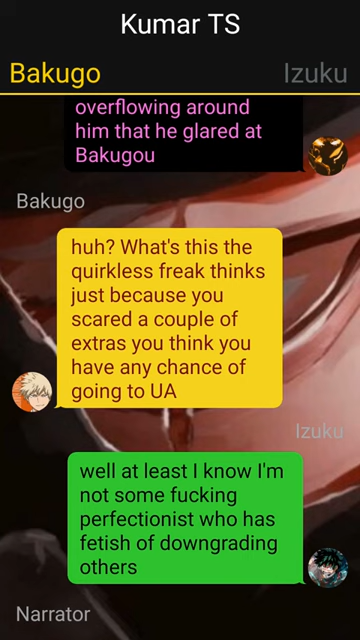 Kumar TS
Bakugo
Izuku
overflowing around
him that he glared at
Bakugou
Bakugo
huh? What's this the
quirkless freak thinks
just because you
scared a couple of
extras you think you
have any chance of
going to UA
Izuku
well at least I know I'm
not some fucking
perfectionist who has
fetish of downgrading
others
Narrator